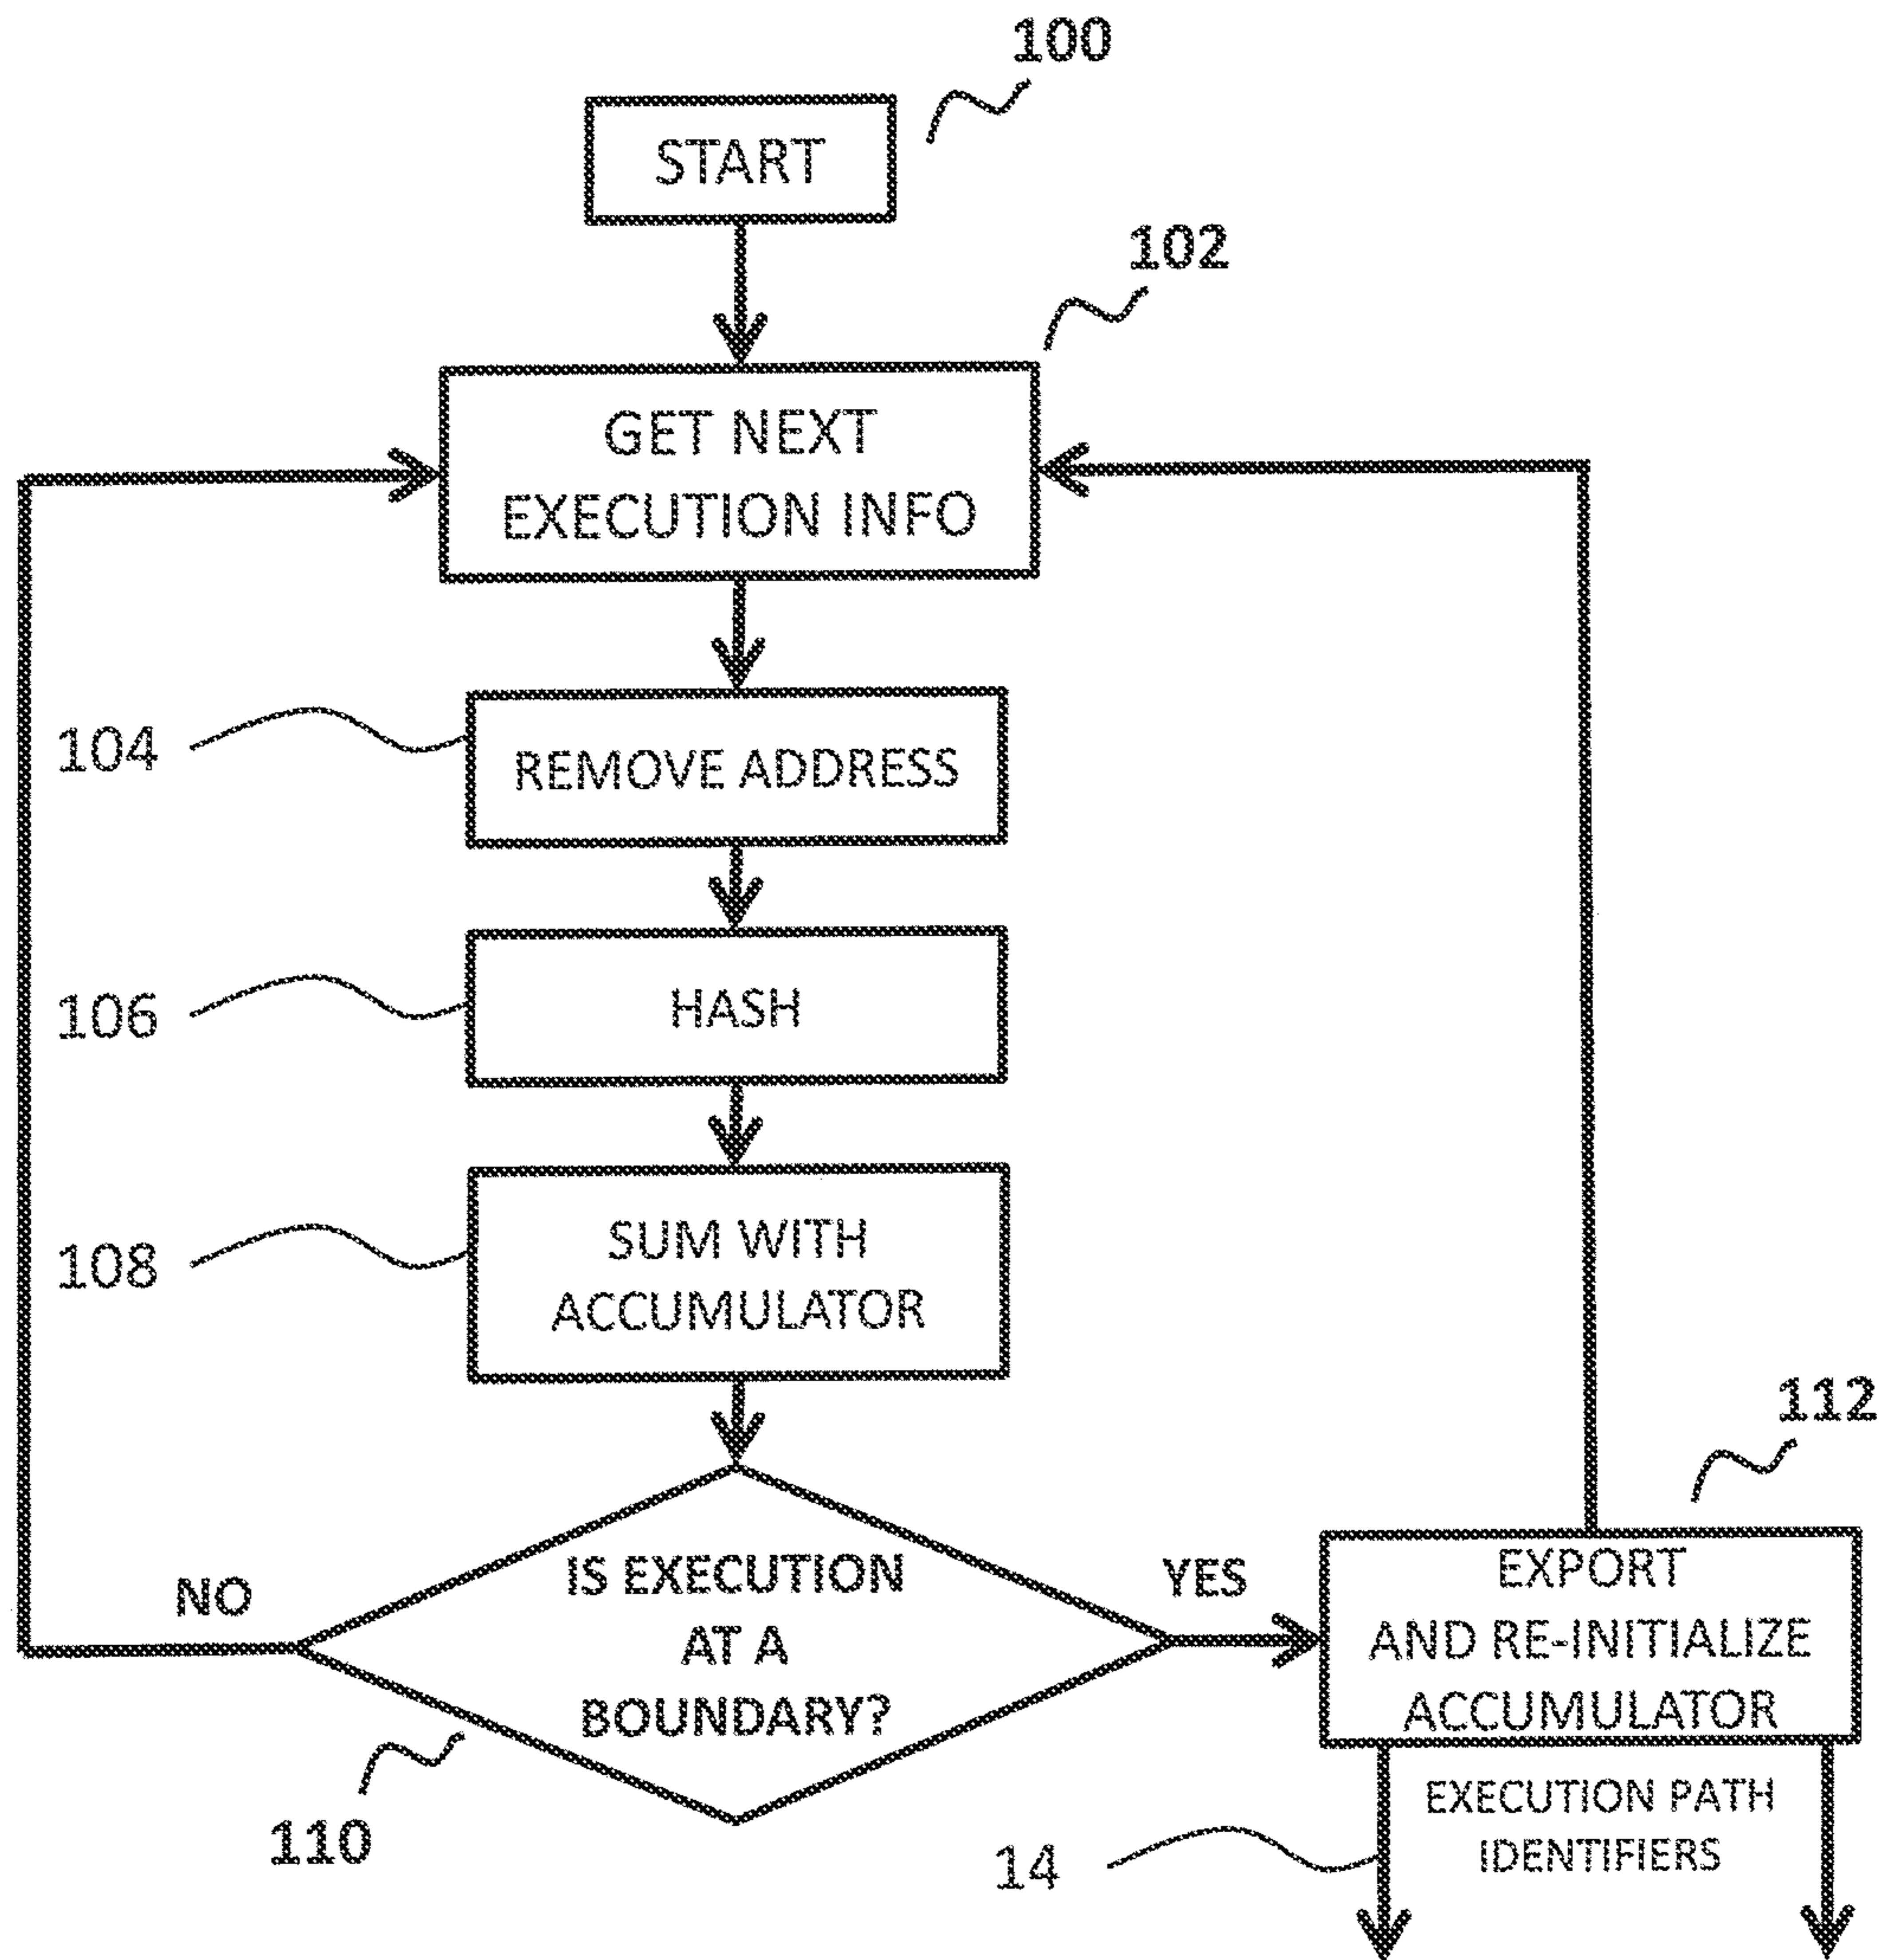 100
START
102
GET NEXT
EXECUTION INFO
104
REMOVE ADDRESS
106
HASH
108
SUM WITH
ACCUMULATOR
112
NO
IS EXECUTION
AT A
BOUNDARY?
YES
EXPORT
AND RE-INITIALIZE
ACCUMULATOR
110
14
EXECUTION PATH
IDENTIFIERS